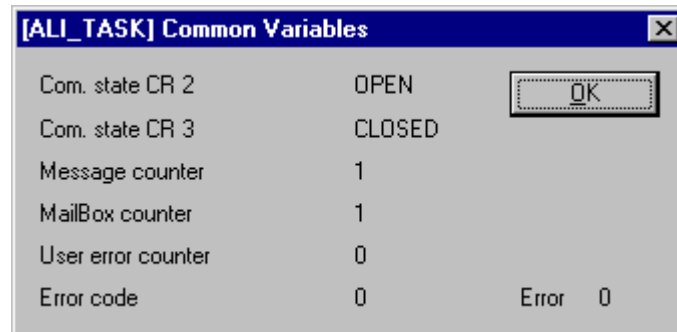 [ALI_TASK] Common Variables
Com. state CR 2 OPEN OK
Com. state CR 3 CLOSED
Message counter 1
MailBox counter 1
User error counter 0
Error code 0 Error 0